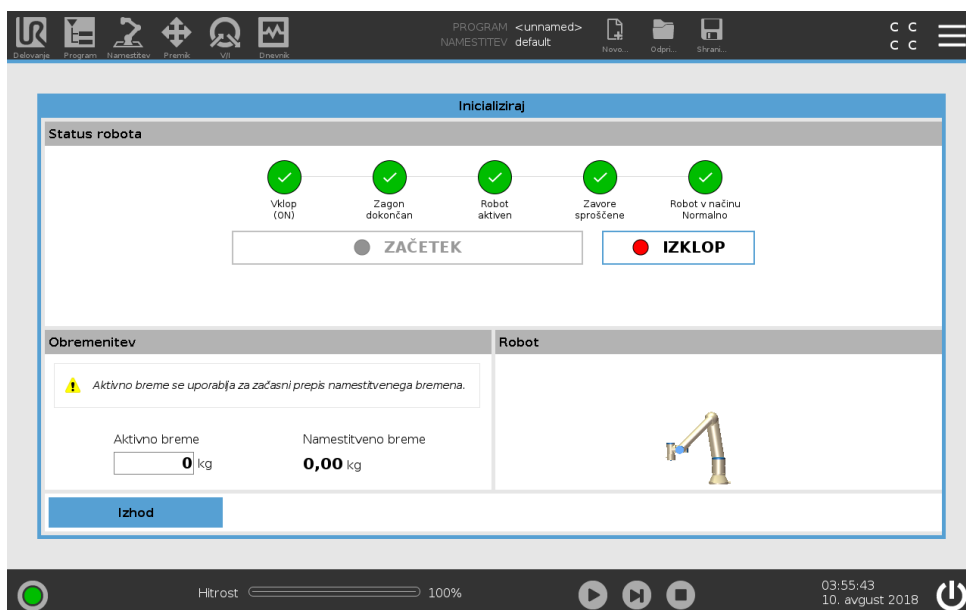 PROGRAM <unnamed>
NAMESTITEV default
C C
C C
Delovanje Program Namestitev Premik V/I Dnevnik Novo... Odpri... Shrani...
Inicializiraj
Status robota
Vklop
(ON)
Zagon
dokončan
Robot
aktiven
Zavore
sproščene
Robot v načinu
Normalno
ZAČETEK
IZKLOP
Obremenitev
Robot
Aktivno breme se uporablja za začasni prepis namestitvenega bremena.
Aktivno breme
0 kg
Namestitveno breme
0,00 kg
Izhod
Hitrost 100%
03:55:43
10. avgust 2018